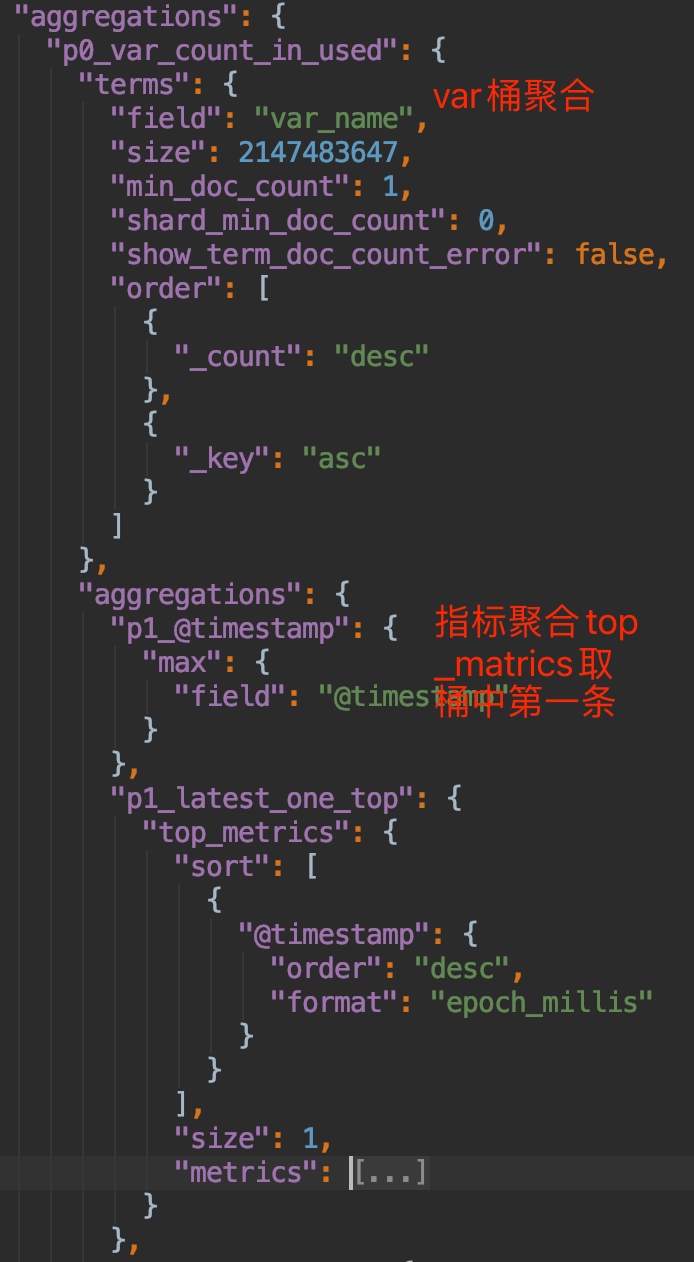 "aggregations": {
"p0_var_count_in_used": {
"terms": {
var桶聚合
"field": "var_name",
"size": 2147483647,
"min_doc_count": 1,
"shard_min_doc_count": 0,
"show_term_doc_count_error": false,
"order": [
{
"_count": "desc"
},
{
"_key": "asc"
}
]
},
"aggregations": {
"p1_@timestamp": {
指标聚合top
"max": {
_matrics取
"field": "@timestamp"
桶中第一条
}
},
"p1_latest_one_top": {
"top_metrics": {
"sort": [
{
"@timestamp": {
"order": "desc",
"format": "epoch_millis"
}
}
],
"size": 1,
"metrics": [...]
}
},